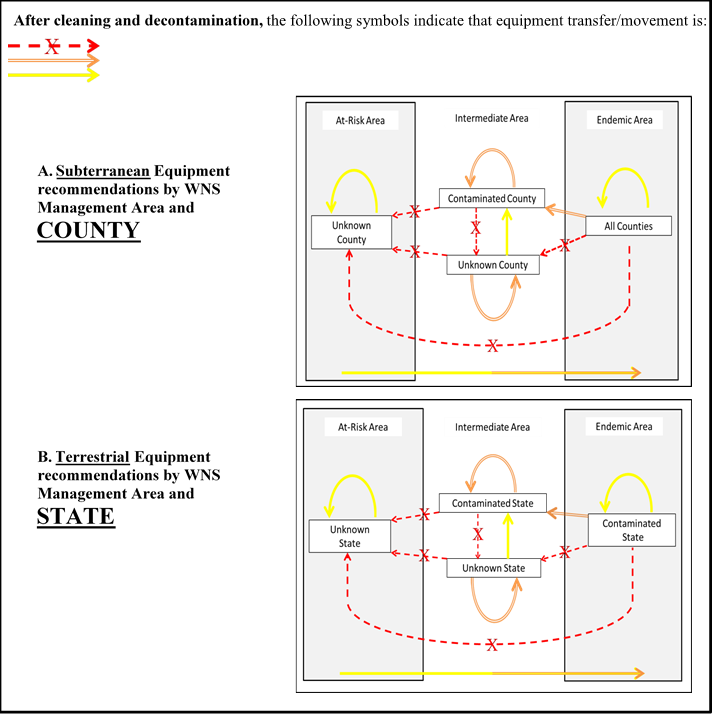 After cleaning and decontamination, the following symbols indicate that equipment transfer/movement is:
X
A. Subterranean Equipment
recommendations by WNS
Management Area and
COUNTY
At-Risk Area
Intermediate Area
Endemic Area
Contaminated County
X
Unknown
County
X
All Counties
X
X
Unknown County
X
B. Terrestrial Equipment
recommendations by WNS
Management Area and
STATE
At-Risk Area
Intermediate Area
Endemic Area
Contaminated State
X
Unknown
State
X
Contaminated
State
X
X
Unknown State
X